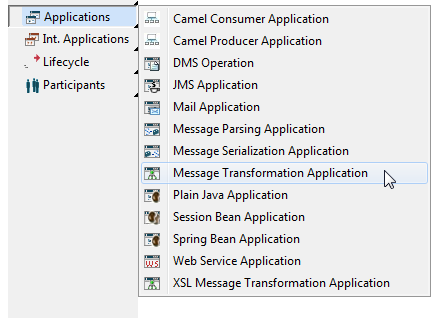 Applications
Int. Applications
Lifecycle
Participants
Camel Consumer Application
Camel Producer Application
DMS Operation
JMS Application
Mail Application
Message Parsing Application
Message Serialization Application
Message Transformation Application
Plain Java Application
Session Bean Application
Spring Bean Application
Web Service Application
XSL Message Transformation Application